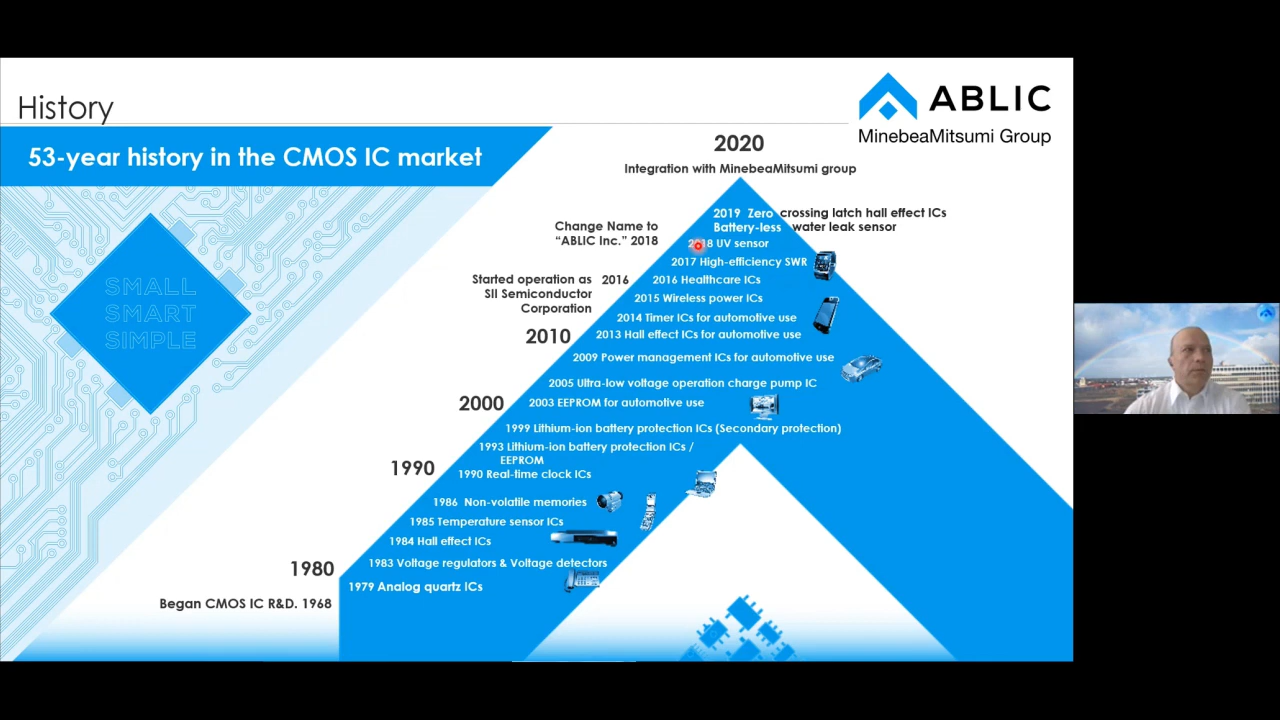 History
ABLIC
MinebeaMitsumi Group
53-year history in the CMOS IC market
SMALL
SMART
SIMPLE
2020
Integration with MinebeaMitsumi group
2019 Zero crossing latch hall effect ICs
Battery-less water leak sensor
Change Name to
“ABLIC Inc.” 2018
UV sensor
2017 High-efficiency SWR
Started operation as 2016
SII Semiconductor
Corporation
2016 Healthcare ICs
2015 Wireless power ICs
2014 Timer ICs for automotive use
2010
2013 Hall effect ICs for automotive use
2009 Power management ICs for automotive use
2005 Ultra-low voltage operation charge pump IC
2000
2003 EEPROM for automotive use
1999 Lithium-ion battery protection ICs (Secondary protection)
1993 Lithium-ion battery protection ICs /
EEPROM
1990
1990 Real-time clock ICs
1986 Non-volatile memories
1985 Temperature sensor ICs
1984 Hall effect ICs
1980
1983 Voltage regulators & Voltage detectors
1979 Analog quartz ICs
Began CMOS IC R&D. 1968